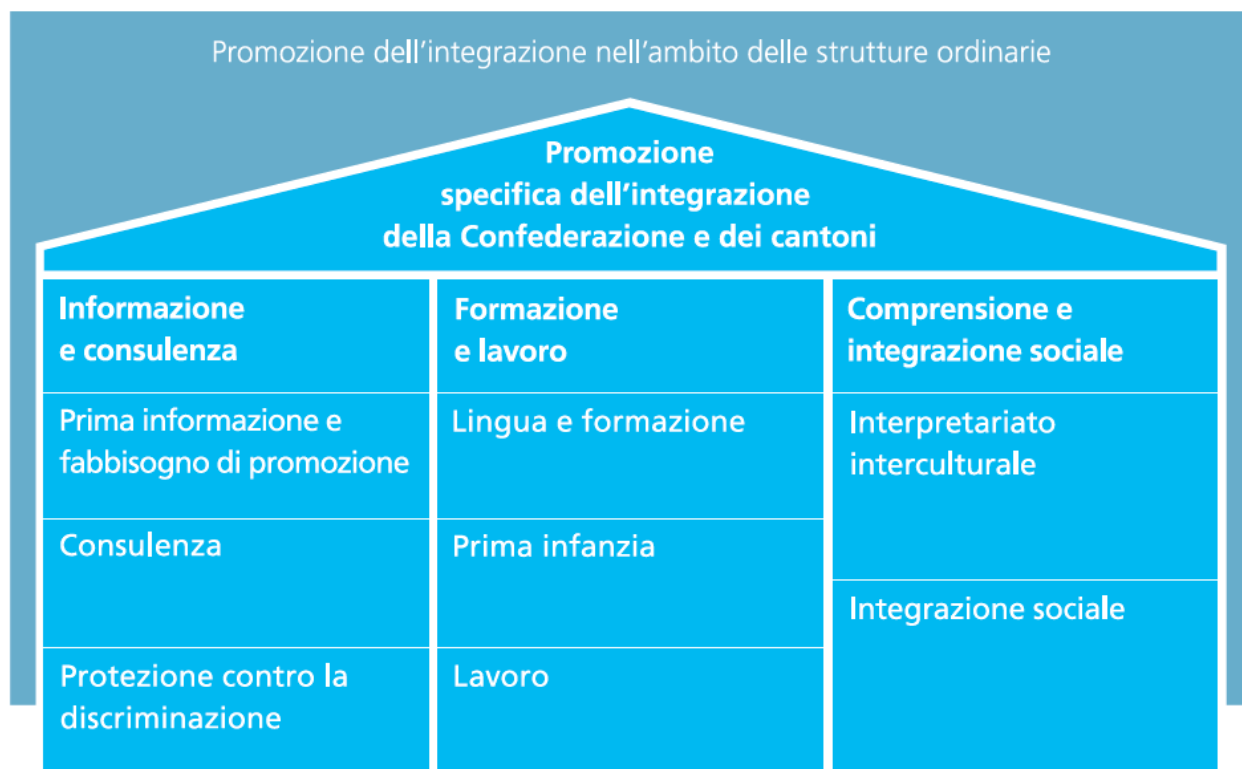 Promozione dell'integrazione nell'ambito delle strutture ordinarie
Promozione
specifica dell'integrazione
della Confederazione e dei cantoni
Informazione
e consulenza
Prima informazione e
fabbisogno di promozione
Consulenza
Protezione contro la
discriminazione
Formazione
e lavoro
Lingua e formazione
Prima infanzia
Lavoro
Comprensione e
integrazione sociale
Interpretariato
interculturale
Integrazione sociale